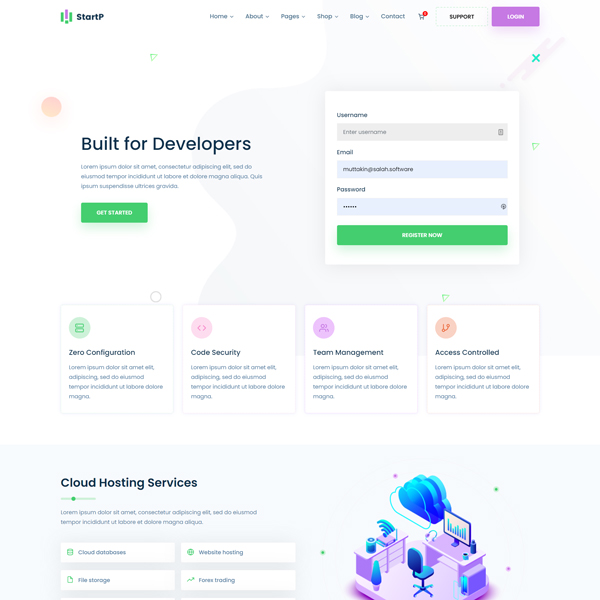 StartP
Home
About
Pages
Shop
Blog
Contact
SUPPORT
LOGIN
Built for Developers
Lorem ipsum dolor sit amet, consectetur adipiscing elit, sed do
eiusmod tempor incididunt ut labore et dolore magna aliqua. Quis
ipsum suspendisse ultrices gravida.
GET STARTED
Username
Enter username
Email
muttakin@salah.software
Password
REGISTER NOW
Zero Configuration
Lorem ipsum dolor sit amet elit,
adipiscing, sed do eiusmod
tempor incididunt ut labore dolore
magna aliqua.
Code Security
Lorem ipsum dolor sit amet elit,
adipiscing, sed do eiusmod
tempor incididunt ut labore dolore
magna aliqua.
Team Management
Lorem ipsum dolor sit amet elit,
adipiscing, sed do eiusmod
tempor incididunt ut labore dolore
magna aliqua.
Access Controlled
Lorem ipsum dolor sit amet elit,
adipiscing, sed do eiusmod
tempor incididunt ut labore dolore
magna aliqua.
Cloud Hosting Services
Lorem ipsum dolor sit amet, consectetur adipiscing elit, sed do eiusmod
tempor incididunt ut labore et dolore magna aliqua.
Cloud databases
Website hosting
File storage
Forex trading